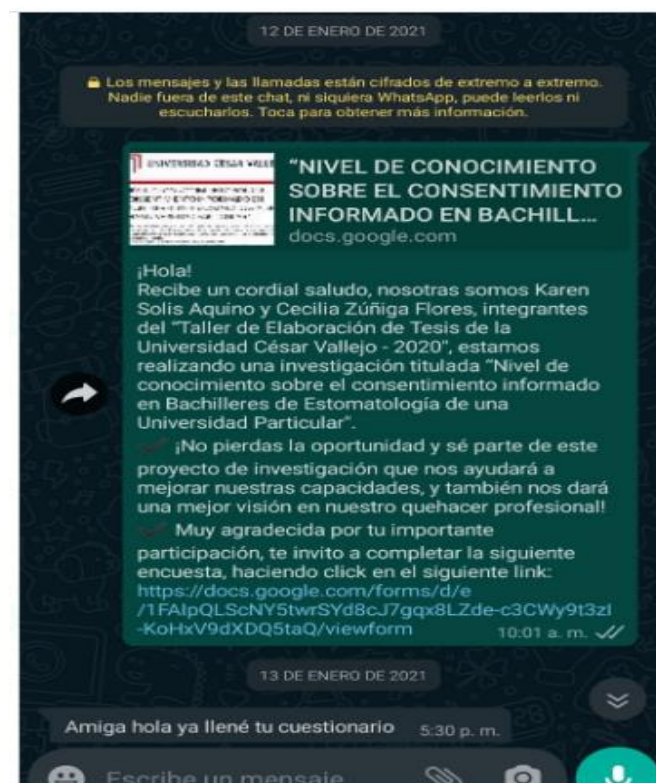 12 DE ENERO DE 2021
Los mensajes y las llamadas están cifrados de extremo a extremo.
Nadie fuera de este chat, ni siquiera WhatsApp, puede leerlos ni
escucharlos. Toca para obtener más información.
UNIVERSIDAD CÉSAR VALLEJ
"NIVEL DE CONOCIMIENTO
SOBRE EL CONSENTIMIENTO
INFORMADO EN BACHILL...
docs.google.com
¡Hola!
Recibe un cordial saludo, nosotras somos Karen
Solis Aquino y Cecilia Zúñiga Flores, integrantes
del "Taller de Elaboración de Tesis de la
Universidad César Vallejo - 2020", estamos
realizando una investigación titulada "Nivel de
conocimiento sobre el consentimiento informado
en Bachilleres de Estomatología de una
Universidad Particular".
¡No pierdas la oportunidad y sé parte de este
proyecto de investigación que nos ayudará a
mejorar nuestras capacidades, y también nos dará
una mejor visión en nuestro quehacer profesional!
Muy agradecida por tu importante
participación, te invito a completar la siguiente
encuesta, haciendo click en el siguiente link:
https://docs.google.com/forms/d/e
/1FAIpQLScNY5twrSYd8cJ7gqx8LZde-c3CWy9t3zI
-KoHxV9dXDQ5taQ/viewform 10:01 a. m.
13 DE ENERO DE 2021
Amiga hola ya llené tu cuestionario 5:30 p. m.
Escribe un mensaje